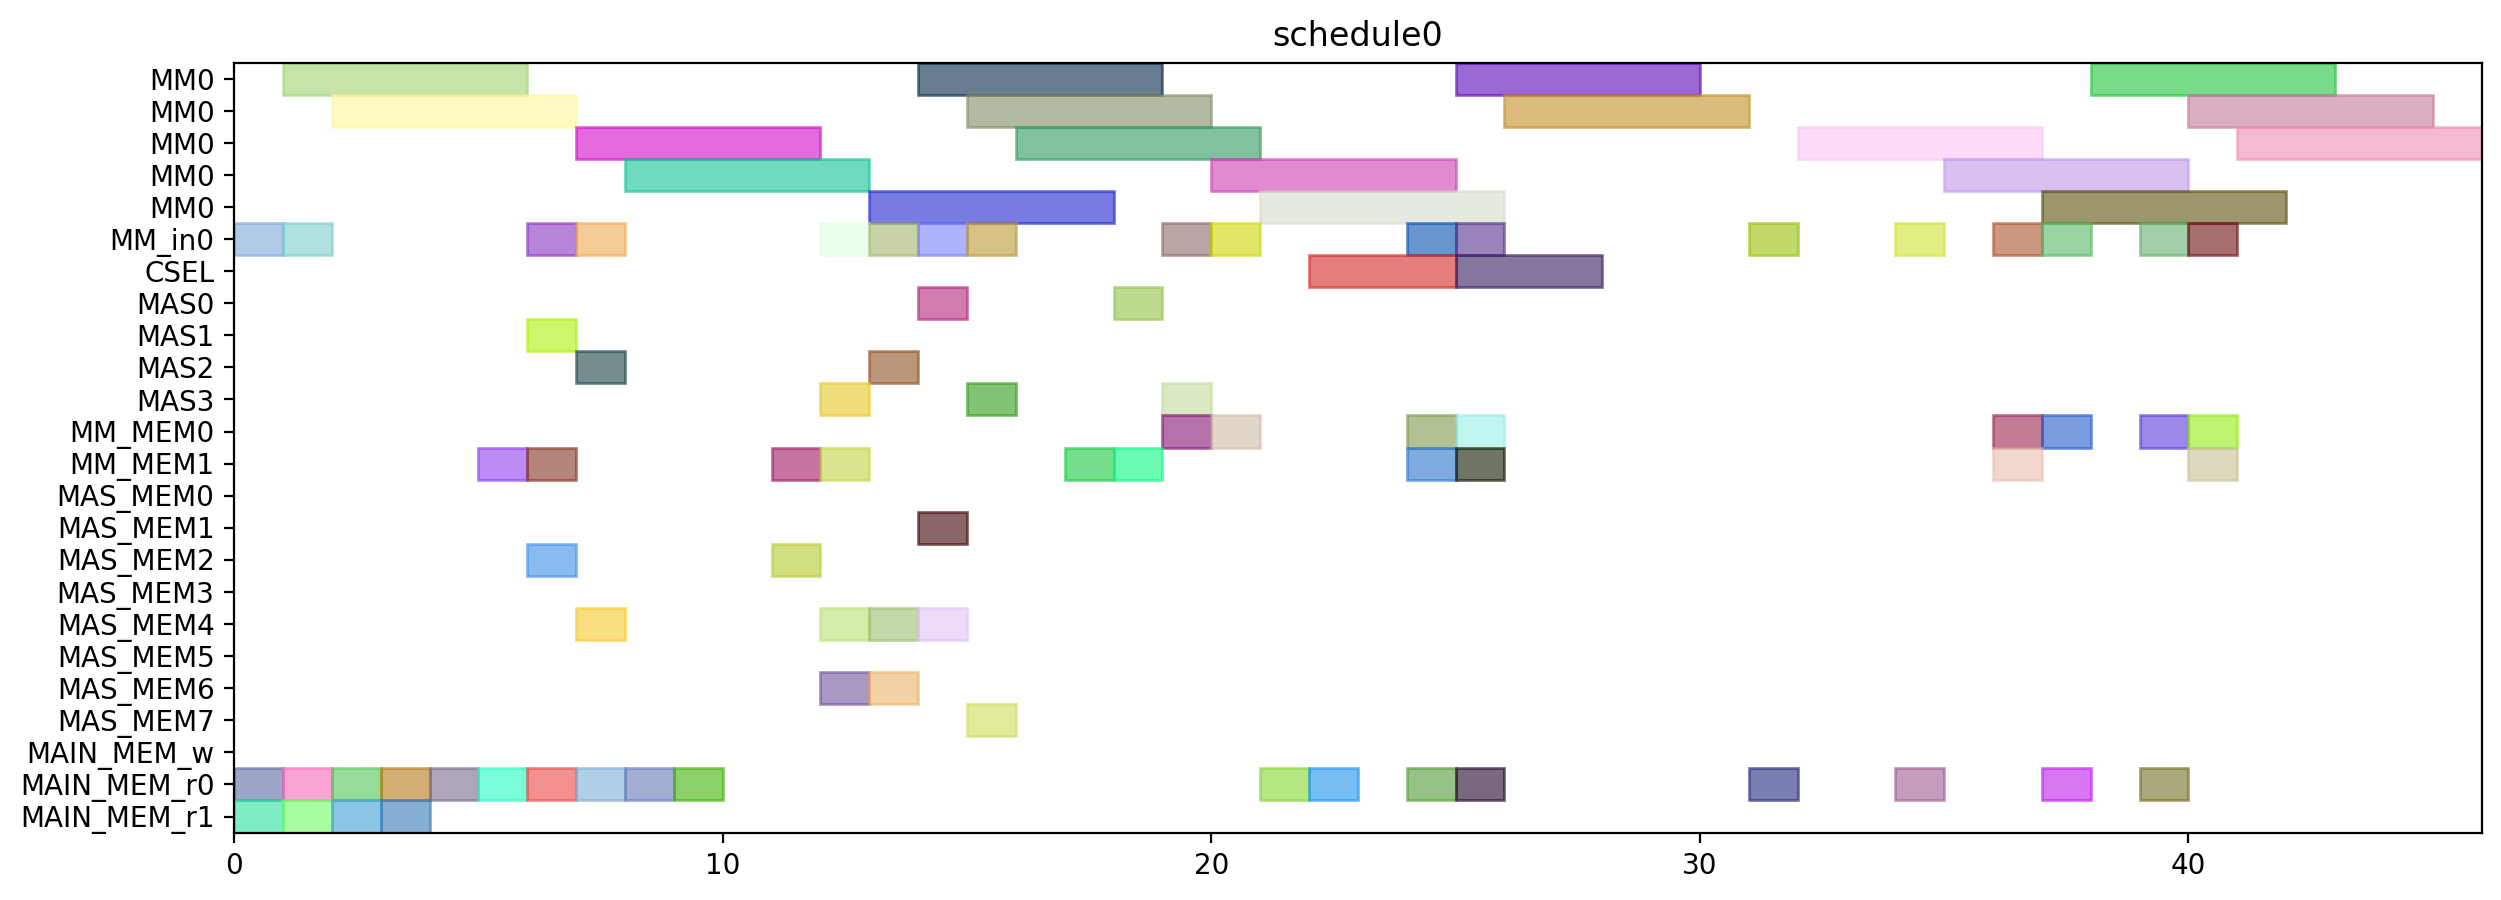 schedule0
MM0
MM0
MM0
MM0
MM0
MM_in0
CSEL
MAS0
MAS1
MAS2
MAS3
MM_MEM0
MM_MEM1
MAS_MEM0
MAS_MEM1
MAS_MEM2
MAS_MEM3
MAS_MEM4
MAS_MEM5
MAS_MEM6
MAS_MEM7
MAIN_MEM_w
MAIN_MEM_r0
MAIN_MEM_r1
0 10 20 30 40